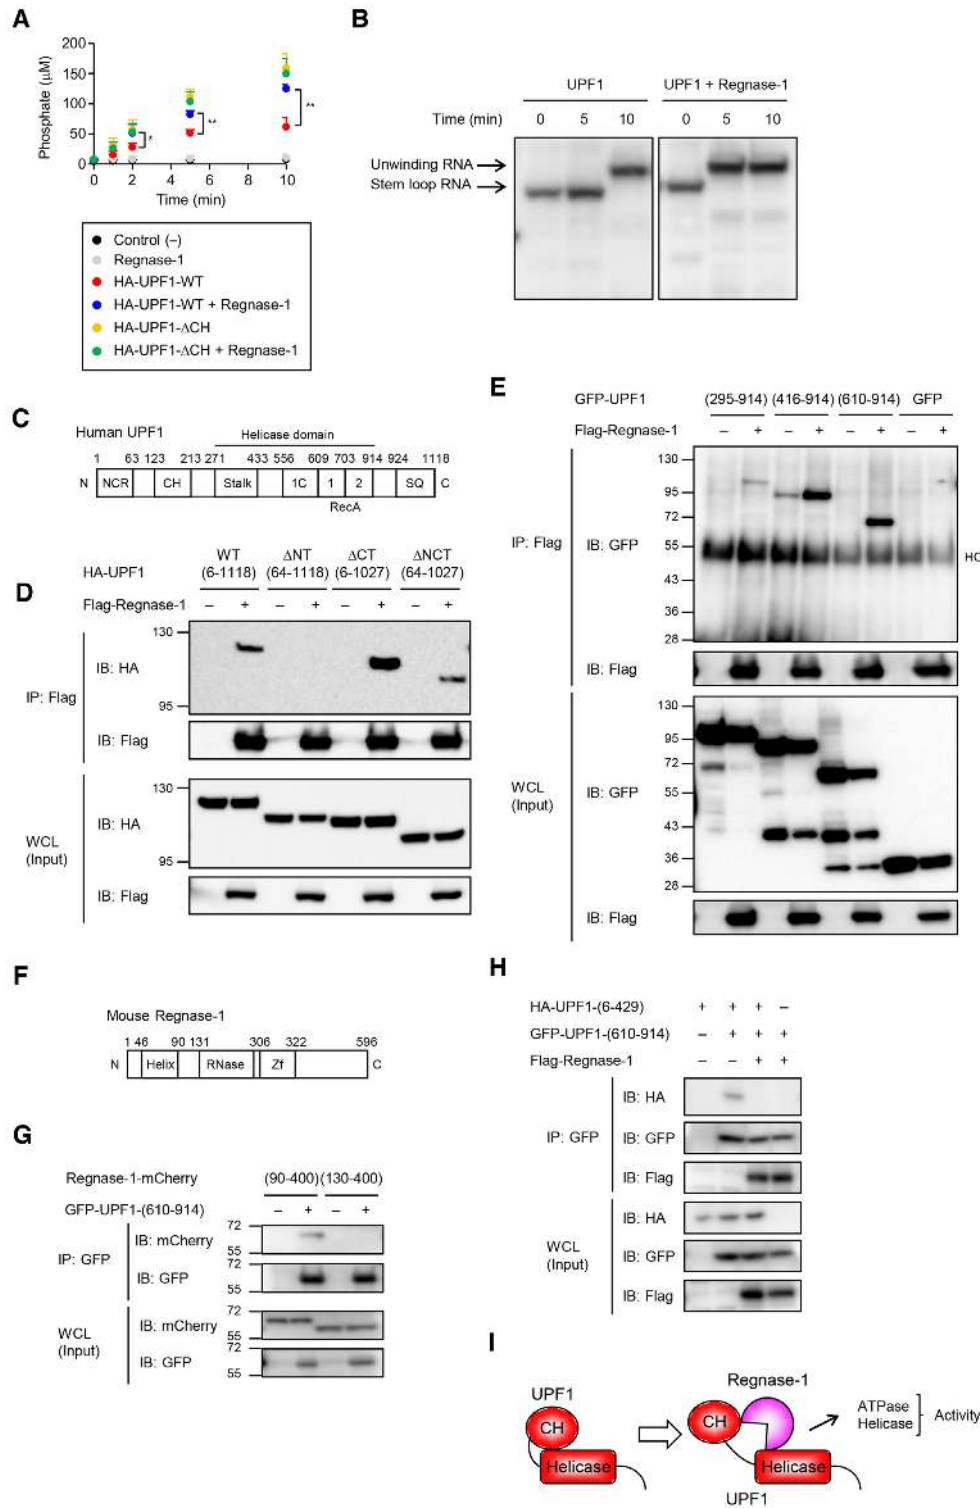 A
200
150
100
50
0
Phosphate (μM)
*
**
**
0 2 4 6 8 10
Time (min)
Control (–)
Regnase-1
HA-UPF1-WT
HA-UPF1-WT + Regnase-1
HA-UPF1-ΔCH
HA-UPF1-ΔCH + Regnase-1
B
UPF1 UPF1 + Regnase-1
Time (min) 0 5 10 0 5 10
Unwinding RNA
Stem loop RNA
C
Human UPF1 Helicase domain
1 63 123 213 271 433 556 609 703 914 924 1118
N NCR CH Stalk 1C 1 2 SQ C
RecA
D
WT ΔNT ΔCT ΔNCT
HA-UPF1 (6-1118) (64-1118) (6-1027) (64-1027)
Flag-Regnase-1 – + – + – + – +
130
IB: HA
IP: Flag
95
IB: Flag
130
IB: HA
WCL
(Input)
95
IB: Flag
E
GFP-UPF1 (295-914) (416-914) (610-914) GFP
Flag-Regnase-1 – + – + – + – +
130
95
72
IP: Flag IB: GFP 55 HC
43
36
28
IB: Flag
130
95
72
WCL
(Input) IB: GFP 55
43
36
28
IB: Flag
F
Mouse Regnase-1
1 46 90 131 306 322 596
N Helix RNase Zf C
G
Regnase-1-mCherry (90-400) (130-400)
GFP-UPF1-(610-914) – + – +
72
IB: mCherry
55
IP: GFP
72
IB: GFP
55
72
IB: mCherry
55
WCL
(Input)
72
IB: GFP
55
H
HA-UPF1-(6-429) + + + –
GFP-UPF1-(610-914) – + + +
Flag-Regnase-1 – – + +
IB: HA
IP: GFP IB: GFP
IB: Flag
IB: HA
WCL
(Input) IB: GFP
IB: Flag
I
UPF1
CH
Helicase
Regnase-1
CH
Helicase
UPF1
ATPase
Helicase
Activity